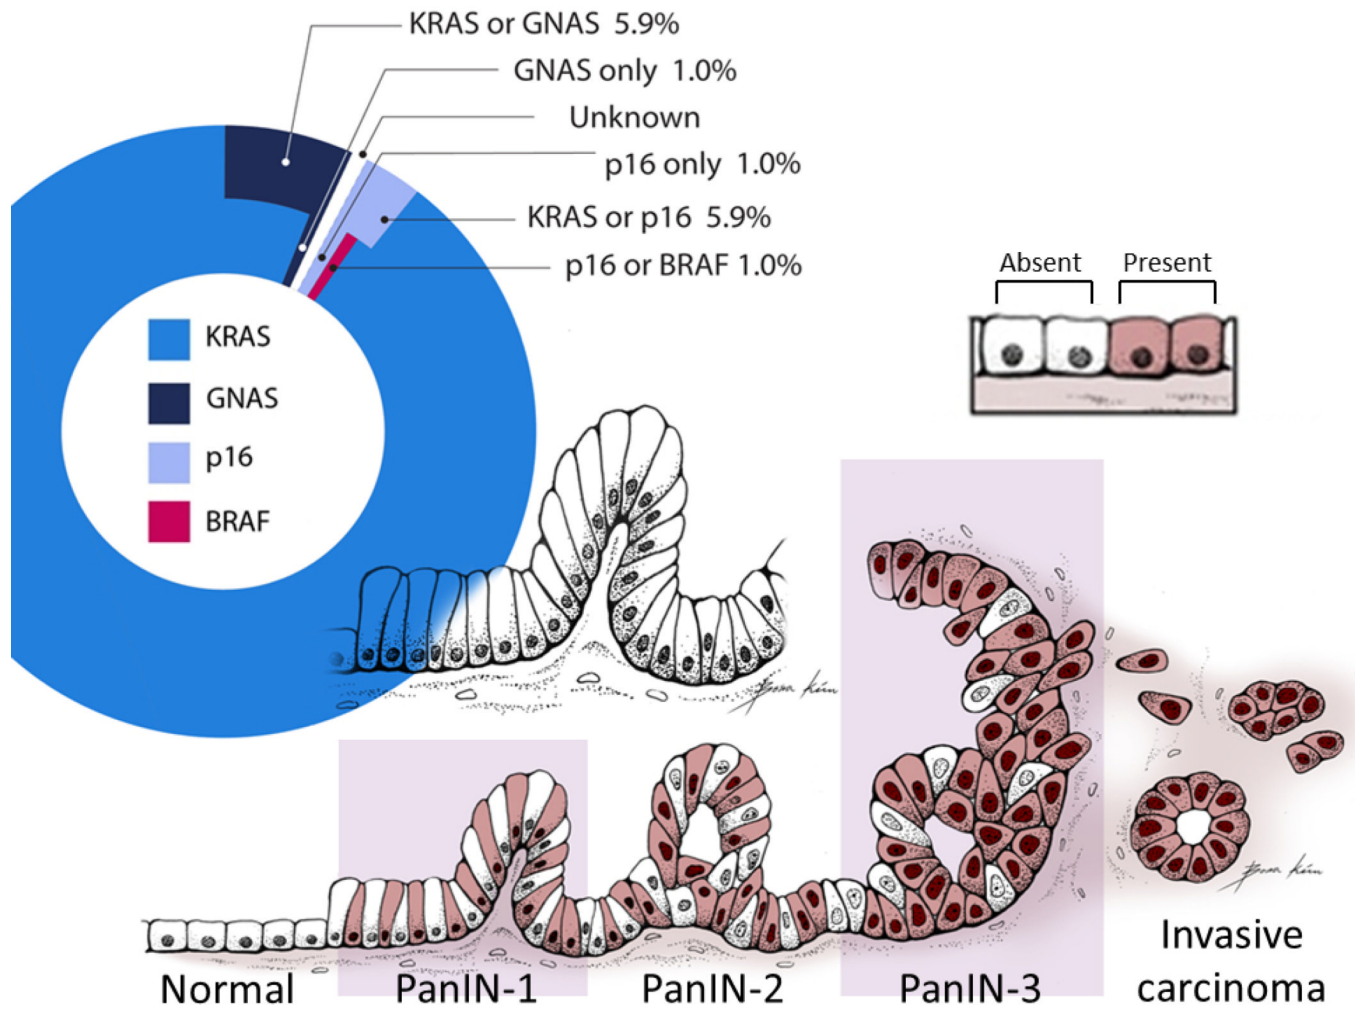 KRAS or GNAS 5.9%
GNAS only 1.0%
Unknown
p16 only 1.0%
KRAS or p16 5.9%
p16 or BRAF 1.0%
Absent
Present
KRAS
GNAS
p16
BRAF
Normal
PanIN-1
PanIN-2
PanIN-3
Invasive
carcinoma